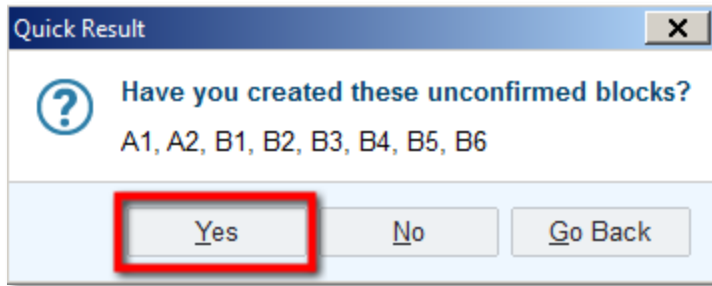 Quick Result
Have you created these unconfirmed blocks?
A1, A2, B1, B2, B3, B4, B5, B6
Yes No Go Back